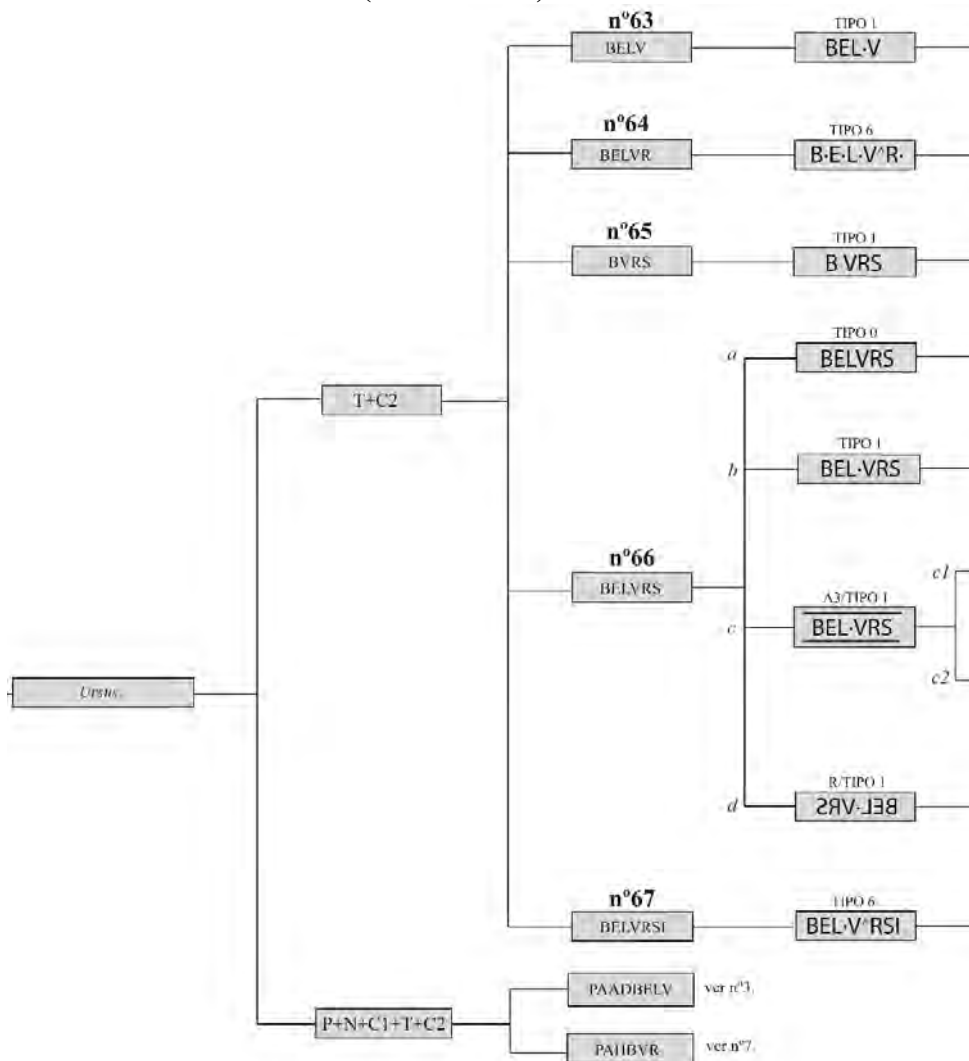 nº63
BELV
TIPO 1
BEL·V
nº64
BELVR
TIPO 6
B·E·L·V^R·
nº65
BVRS
TIPO 1
B VRS
T+C2
nº66
BELVRS
a
TIPO 0
BELVRS
b
TIPO 1
BEL·VRS
c
A3/TIPO 1
BEL·VRS
c1
c2
d
R/TIPO 1
BEL·VRS
Ursus.
nº67
BELVRSI
TIPO 6
BEL·V^RSI
P+N+C1+T+C2
PAADBELV
ver nº3.
PAHBVR
ver nº7.